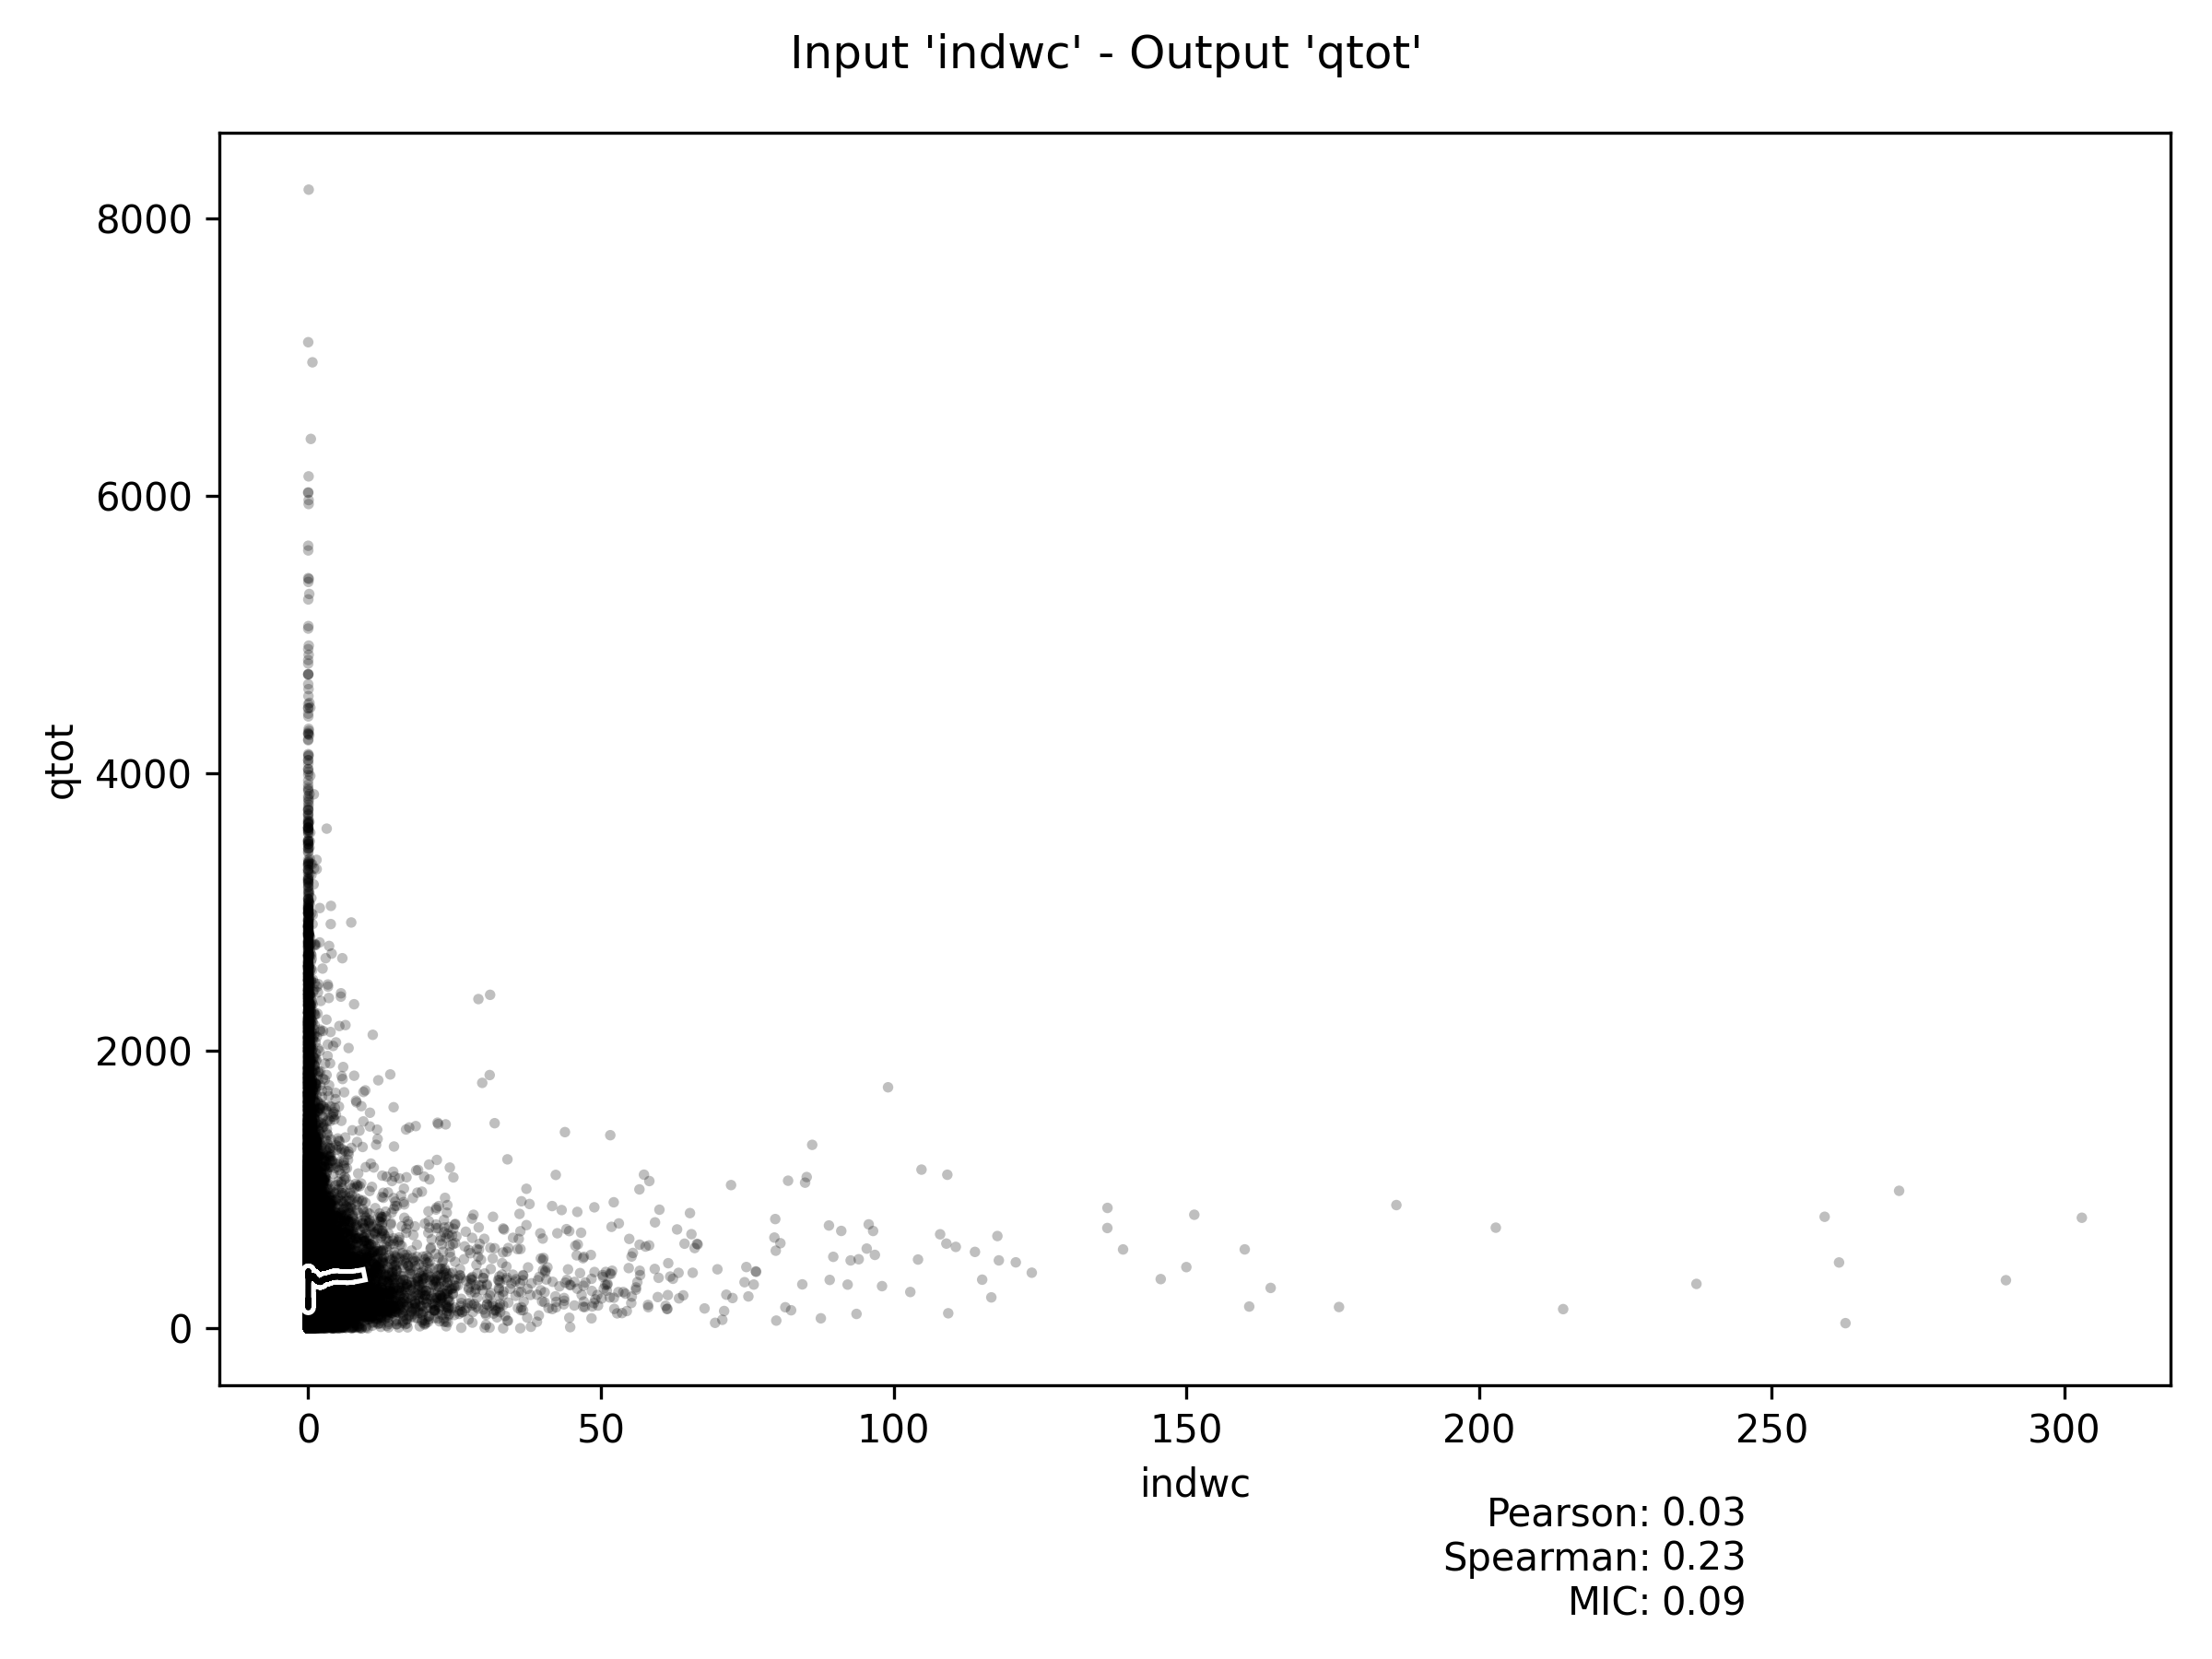 Input 'indwc' - Output 'qtot'
8000
6000
4000
2000
0
qtot
0 50 100 150 200 250 300
indwc
Pearson: 0.03
Spearman: 0.23
MIC: 0.09